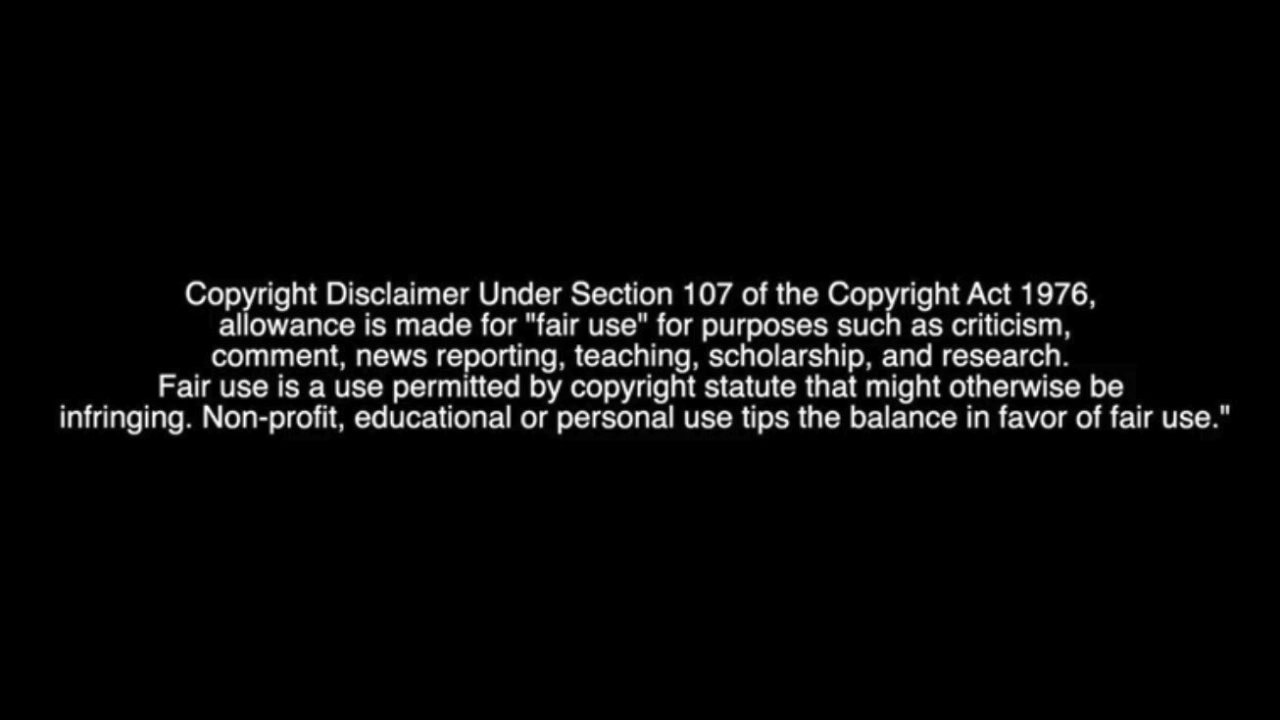 Copyright Disclaimer Under Section 107 of the Copyright Act 1976,
allowance is made for "fair use" for purposes such as criticism,
comment, news reporting, teaching, scholarship, and research.
Fair use is a use permitted by copyright statute that might otherwise be
infringing. Non-profit, educational or personal use tips the balance in favor of fair use."